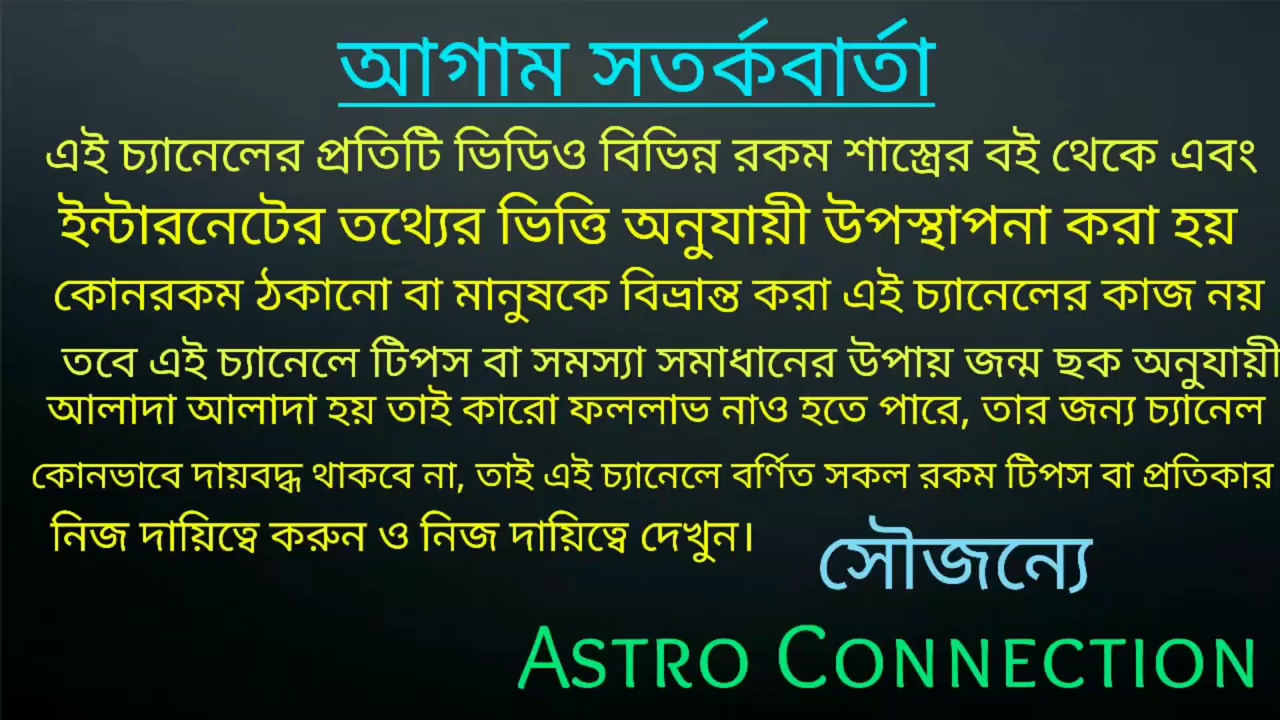 আগাম সতর্কবার্তা
এই চ্যানেলের প্রতিটি ভিডিও বিভিন্ন রকম শাস্ত্রের বই থেকে এবং
ইন্টারনেটের তথ্যের ভিত্তি অনুযায়ী উপস্থাপনা করা হয়
কোনরকম ঠকানো বা মানুষকে বিভ্রান্ত করা এই চ্যানেলের কাজ নয়
তবে এই চ্যানেলে টিপস বা সমস্যা সমাধানের উপায় জন্ম ছক অনুযায়ী
আলাদা আলাদা হয় তাই কারো ফললাভ নাও হতে পারে, তার জন্য চ্যানেল
কোনভাবে দায়বদ্ধ থাকবে না, তাই এই চ্যানেলে বর্ণিত সকল রকম টিপস বা প্রতিকার
নিজ দায়িত্বে করুন ও নিজ দায়িত্বে দেখুন।
সৌজন্যে
Astro Connection